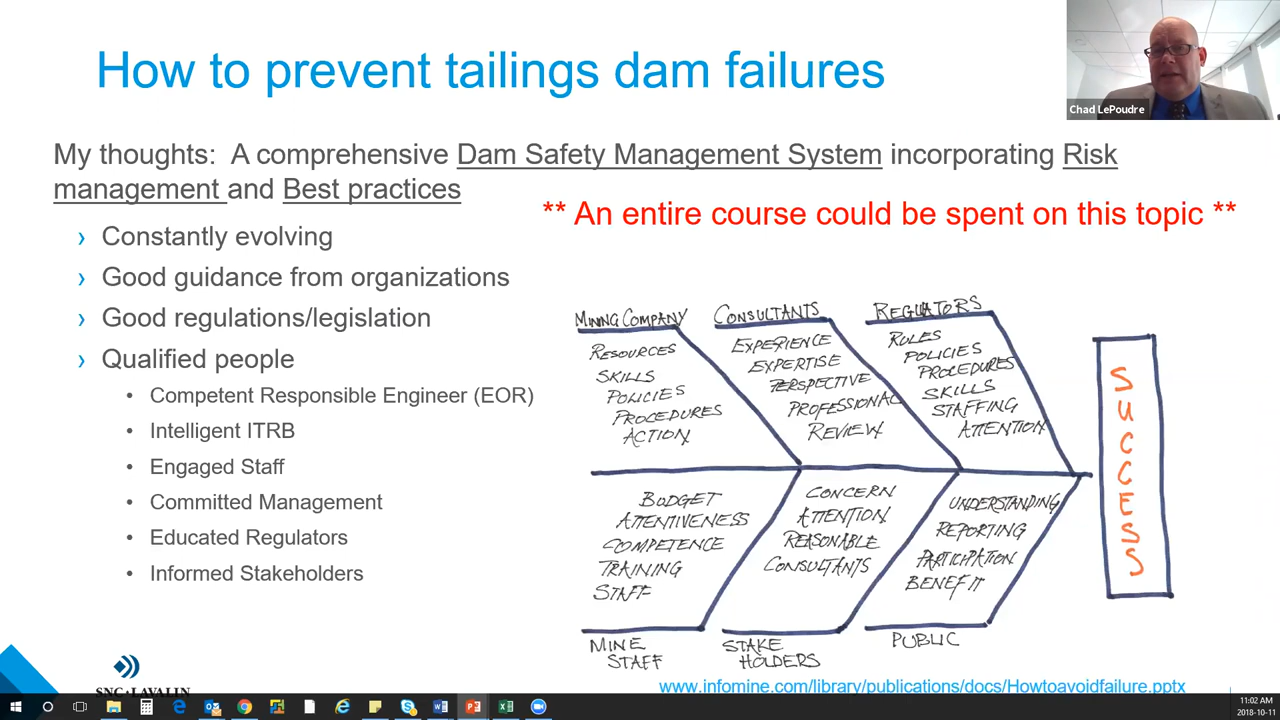 How to prevent tailings dam failures
Chad LePoudre
My thoughts: A comprehensive Dam Safety Management System incorporating Risk
management and Best practices
** An entire course could be spent on this topic **
› Constantly evolving
› Good guidance from organizations
› Good regulations/legislation
› Qualified people
• Competent Responsible Engineer (EOR)
• Intelligent ITRB
• Engaged Staff
• Committed Management
• Educated Regulators
• Informed Stakeholders
MINING COMPANY
RESOURCES
SKILLS
POLICIES
PROCEDURES
ACTION
CONSULTANTS
EXPERIENCE
EXPERTISE
PERSPECTIVE
PROFESSIONAL
REVIEW
REGULATORS
RULES
POLICIES
PROCEDURES
SKILLS
STAFFING
ATTENTION
BUDGET
ATTENTIVENESS
COMPETENCE
TRAINING
STAFF
MINE
STAFF
CONCERN
ATTENTION
REASONABLE
CONSULTANTS
STAKE
HOLDERS
UNDERSTANDING
REPORTING
PARTICIPATION
BENEFIT
PUBLIC
SUCCESS
www.infomine.com/library/publications/docs/Howtoavoidfailure.pptx
SNC•LAVALIN
11:02 AM
2018-10-11